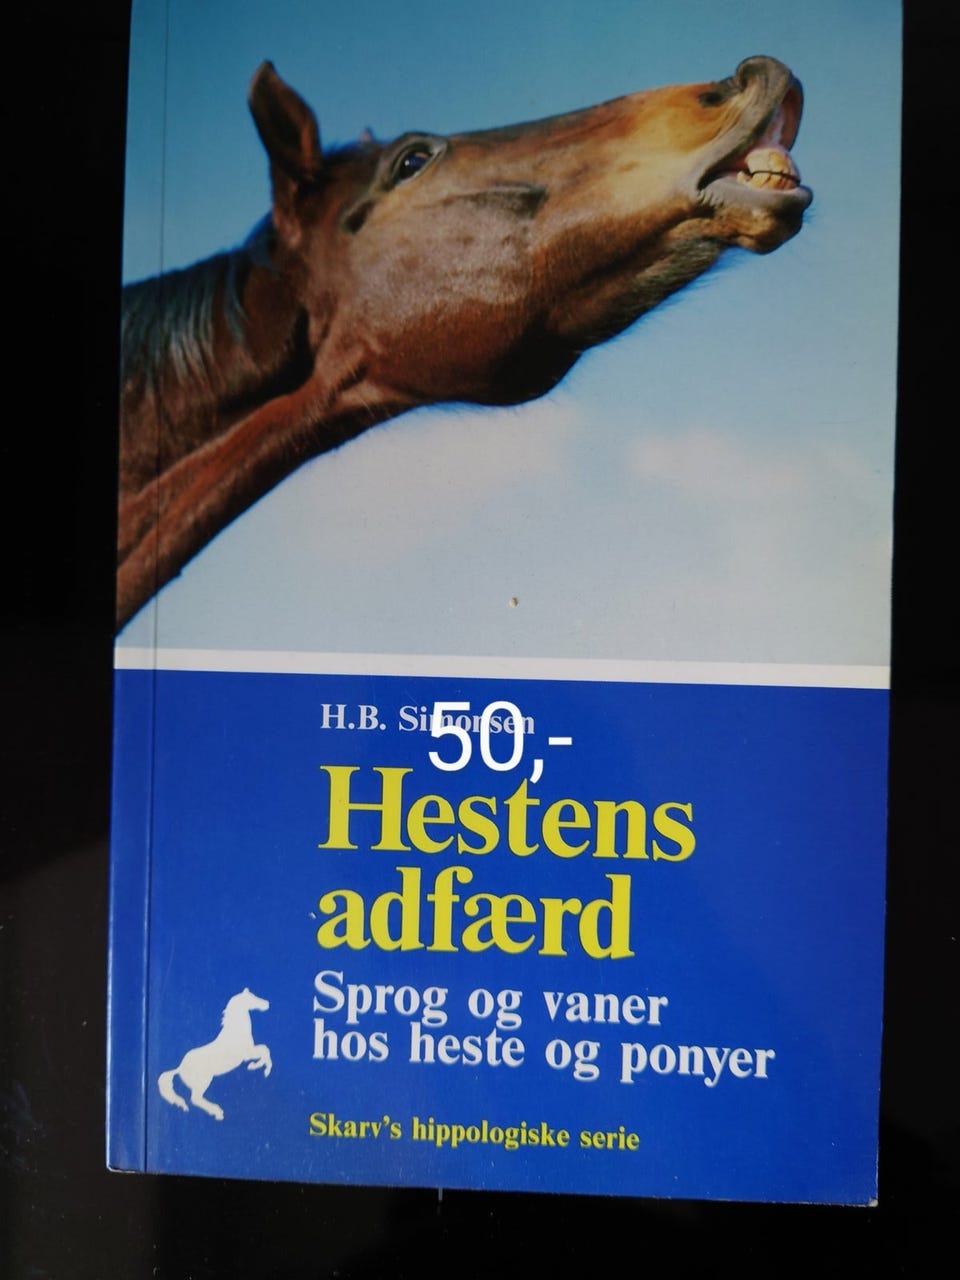 H.B. Simonsen
50,-
Hestens
adfærd
Sprog og vaner
hos heste og ponyer
Skarv's hippologiske serie